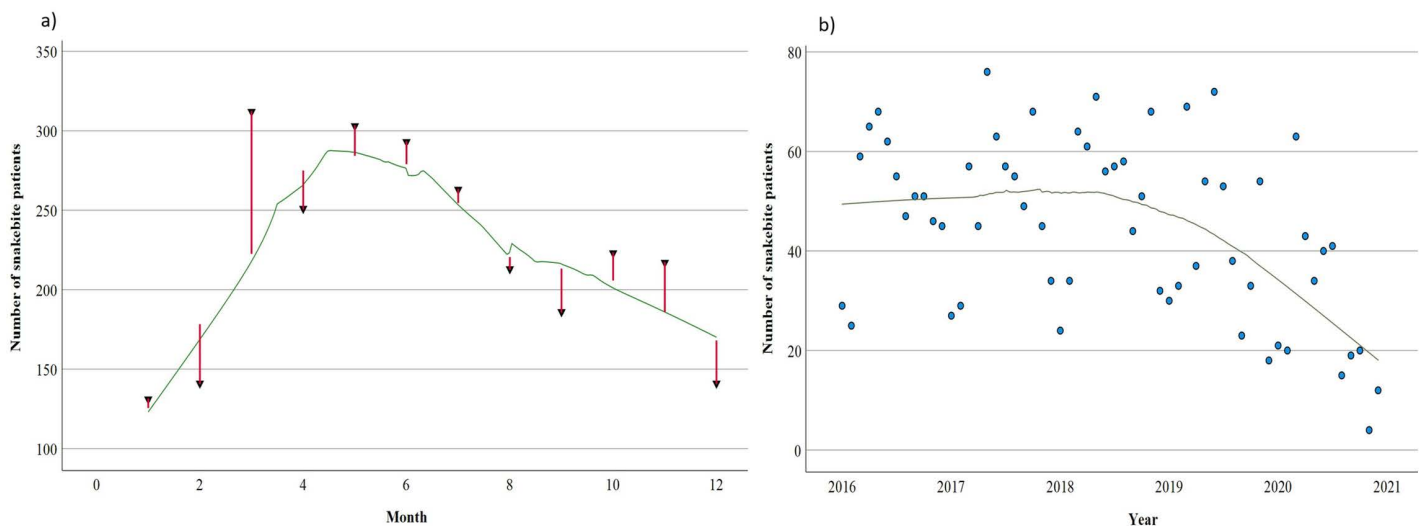 a)
350
300
250
200
150
100
0 2 4 6 8 10 12
Number of snakebite patients
Month
b)
80
60
40
20
0
2016 2017 2018 2019 2020 2021
Number of snakebite patients
Year